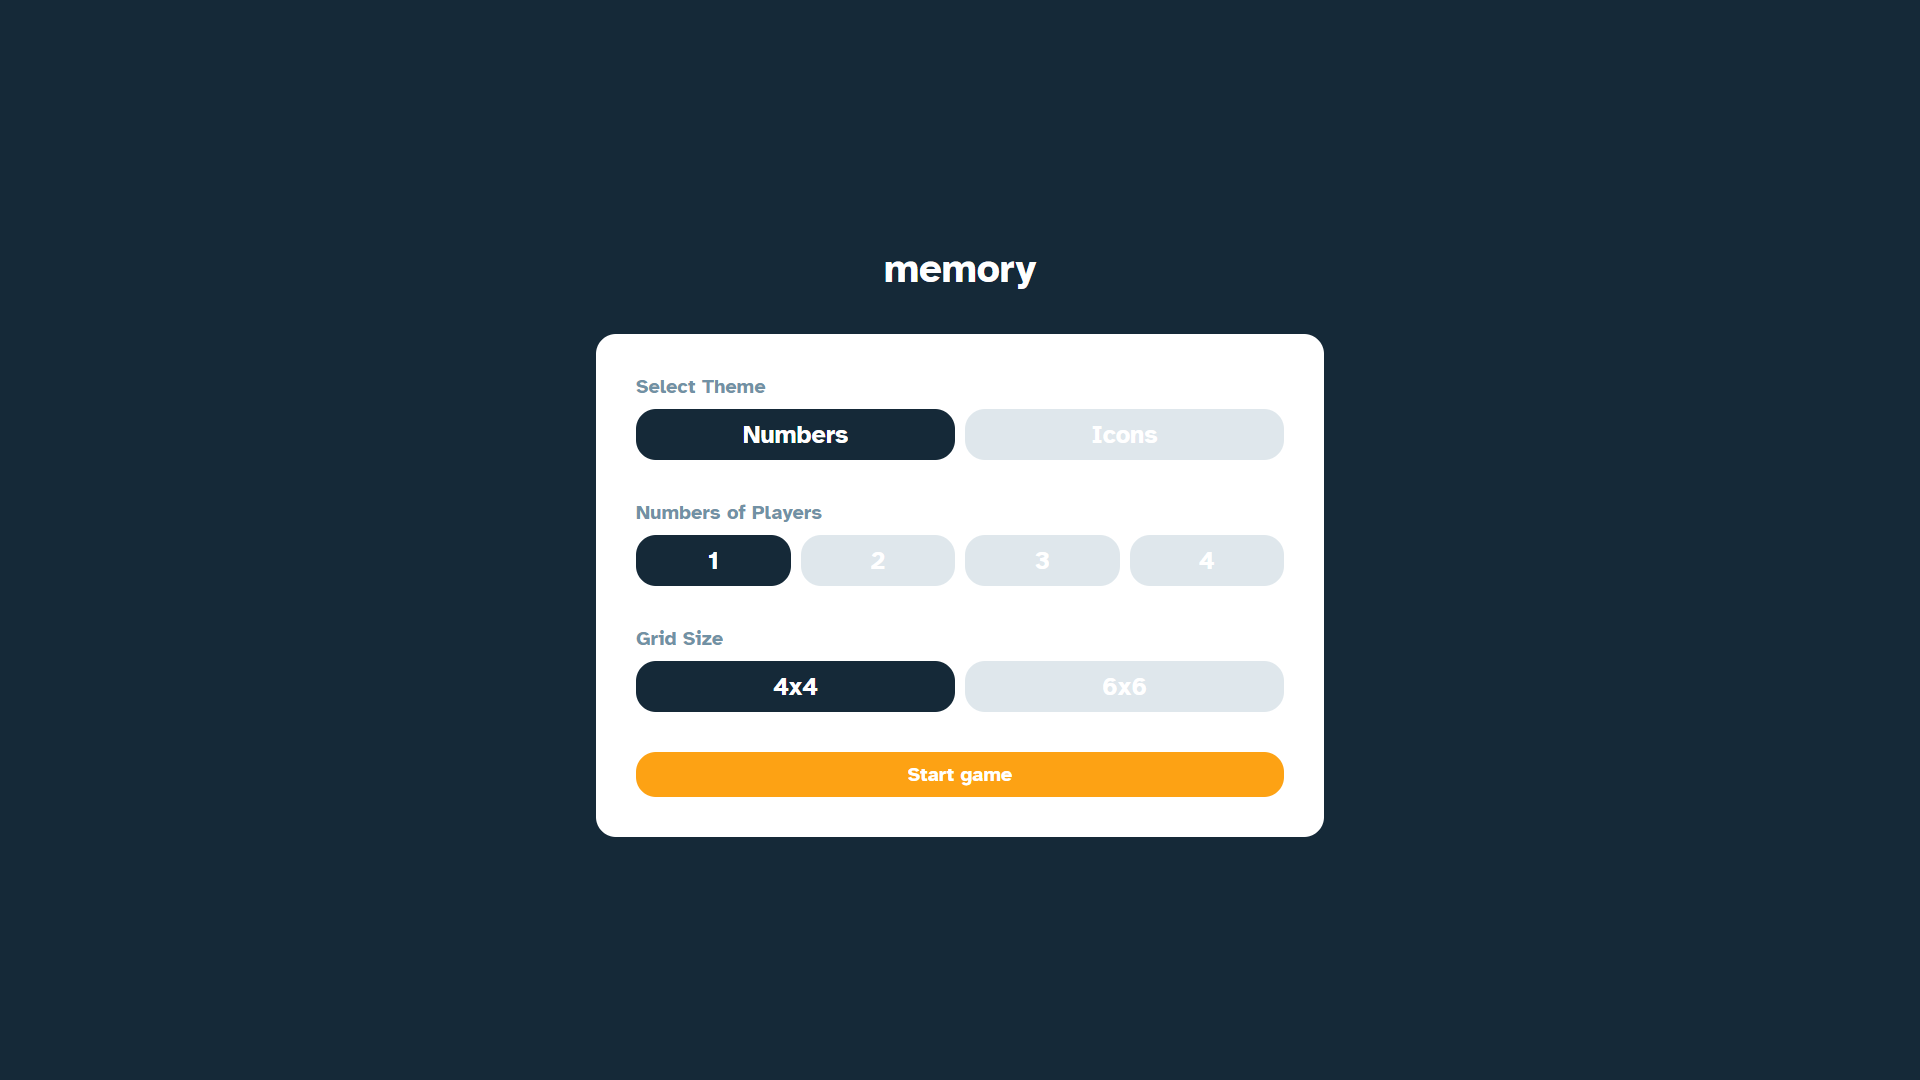 memory
Select Theme
Numbers Icons
Numbers of Players
1 2 3 4
Grid Size
4x4 6x6
Start game